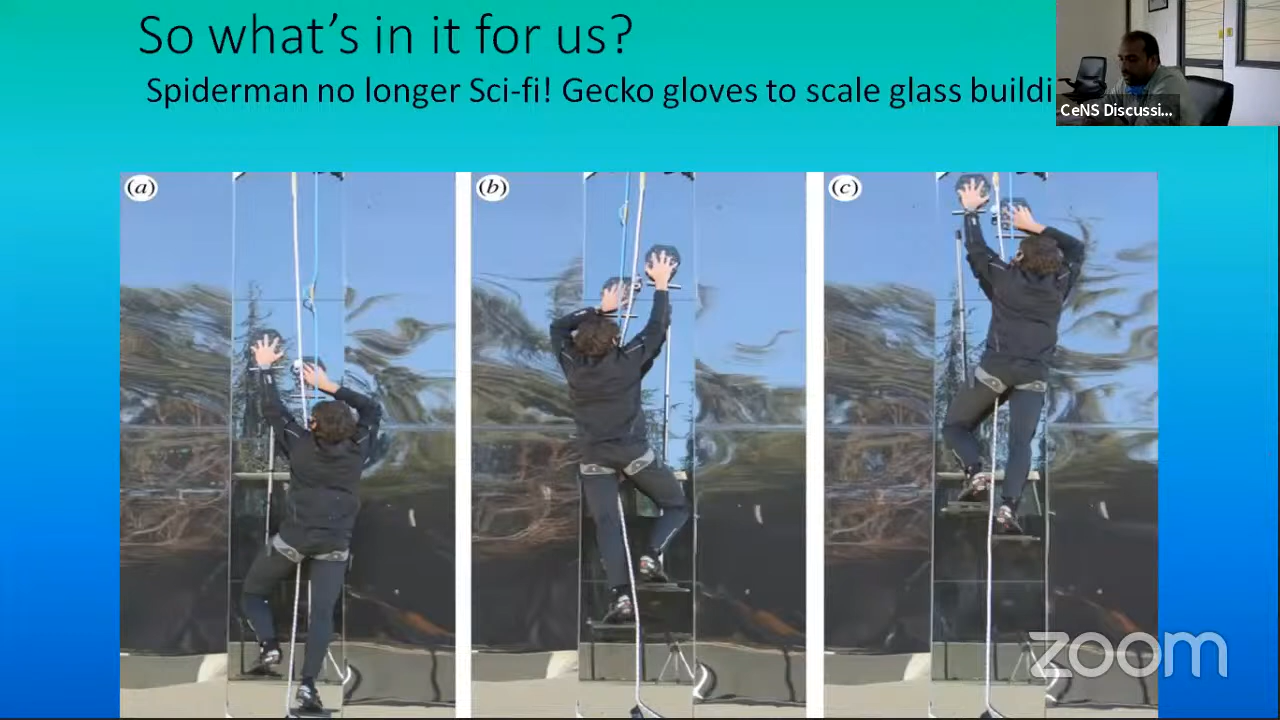 So what's in it for us?
Spiderman no longer Sci-fi! Gecko gloves to scale glass buildi
CeNS Discussi...
(a)
(b)
(c)
zoom